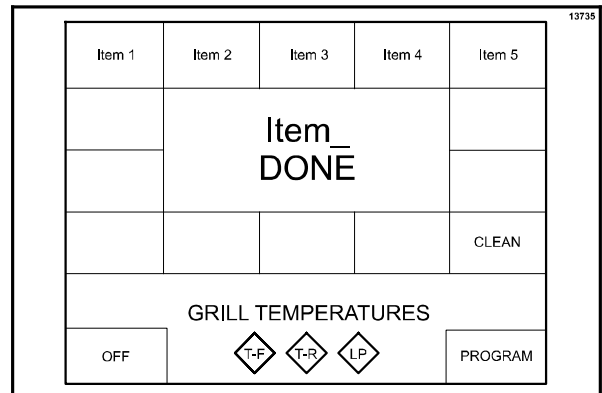 13735
Item 1 Item 2 Item 3 Item 4 Item 5
Item_
DONE
CLEAN
GRILL TEMPERATURES
OFF T-F T-R LP PROGRAM